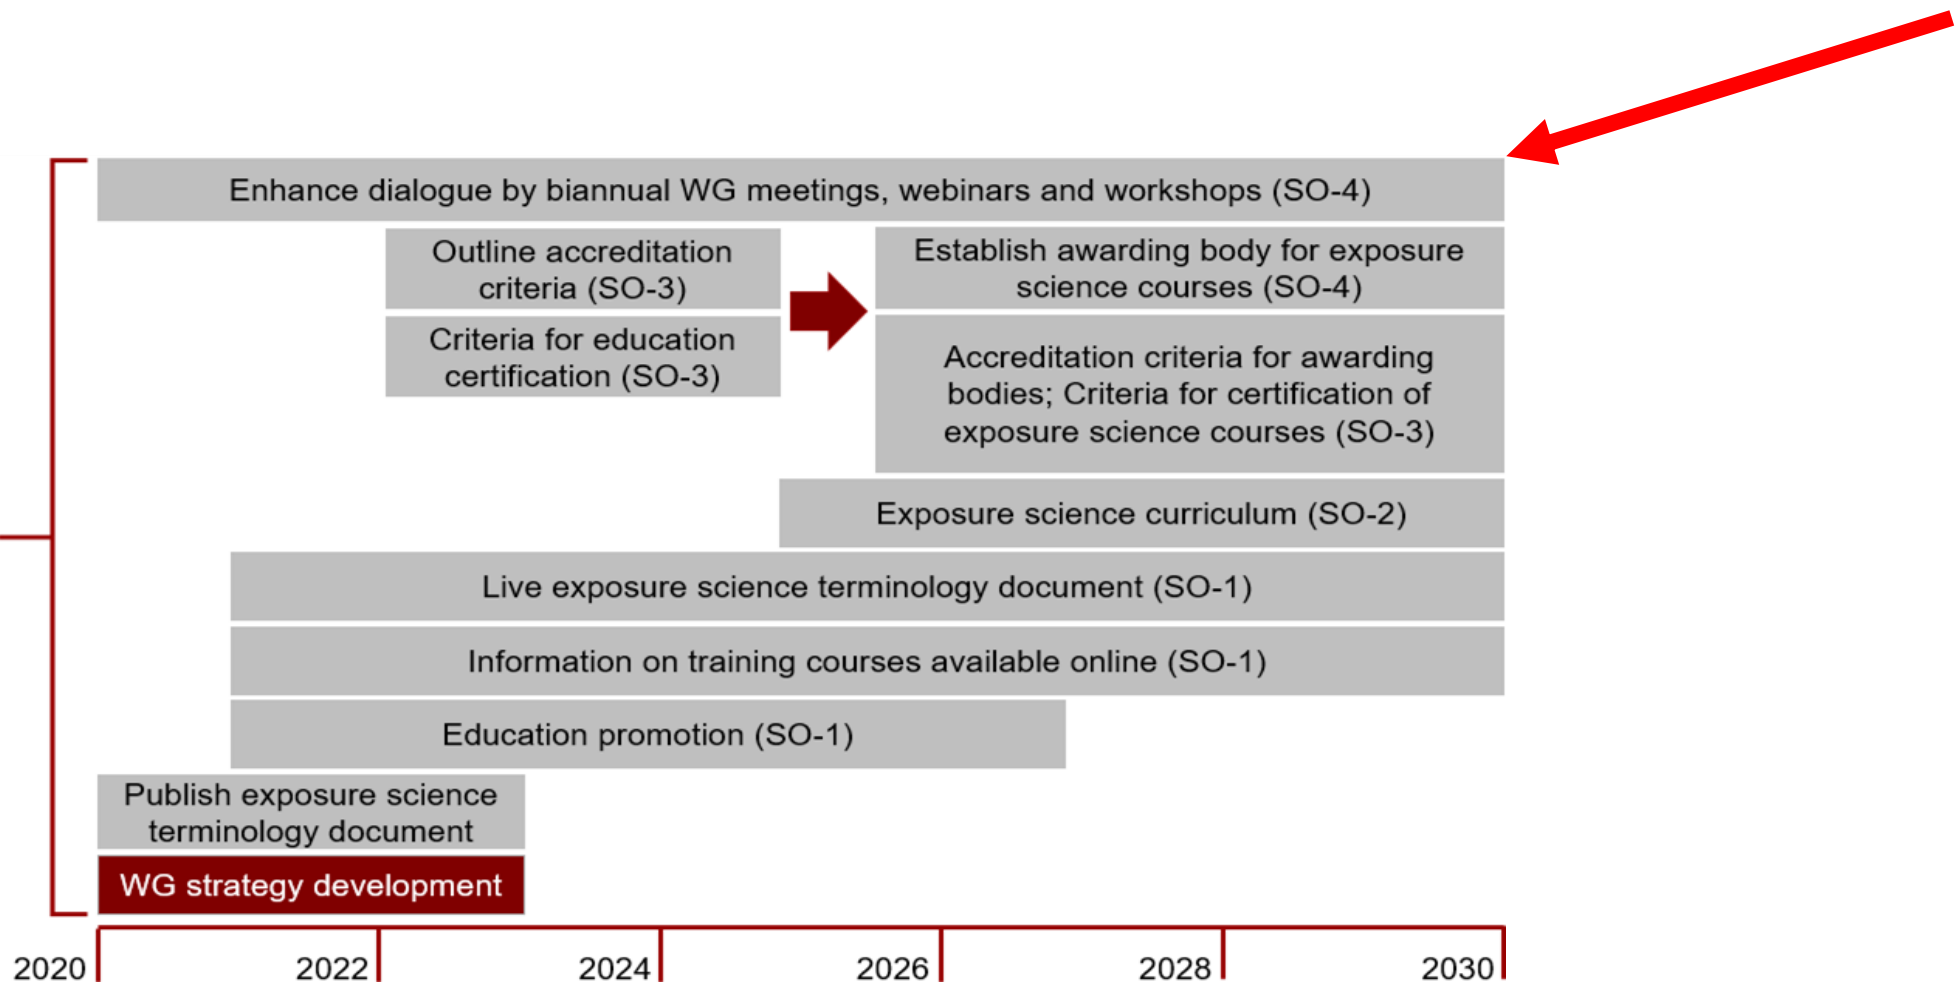 Enhance dialogue by biannual WG meetings, webinars and workshops (SO-4)
Outline accreditation
criteria (SO-3)
Establish awarding body for exposure
science courses (SO-4)
Criteria for education
certification (SO-3)
Accreditation criteria for awarding
bodies; Criteria for certification of
exposure science courses (SO-3)
Exposure science curriculum (SO-2)
Live exposure science terminology document (SO-1)
Information on training courses available online (SO-1)
Education promotion (SO-1)
Publish exposure science
terminology document
WG strategy development
2020 2022 2024 2026 2028 2030